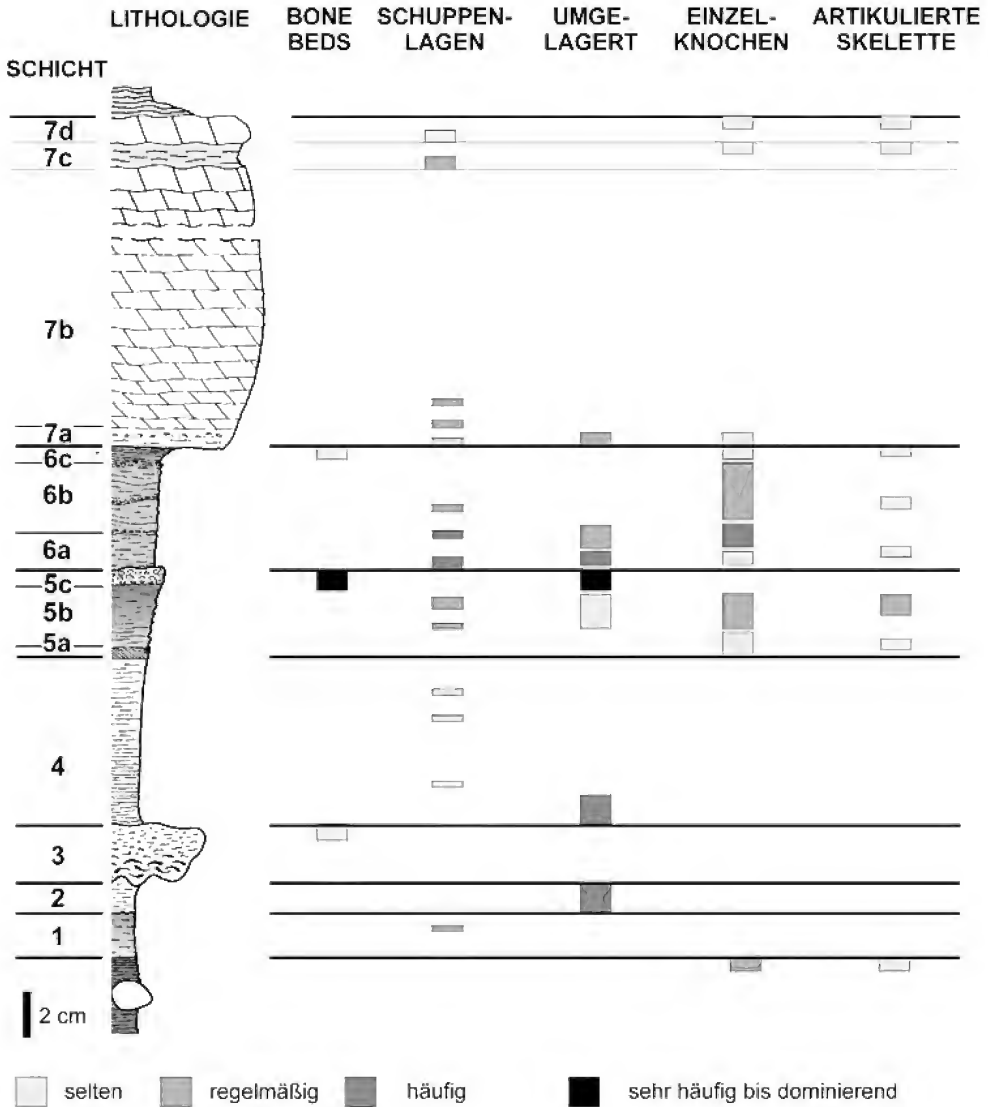 LITHOLOGIE BONE SCHUPPEN- UMGE- EINZEL- ARTIKULIERTE
BEDS LAGEN LAGERT KNOCHEN SKELETTE
SCHICHT
7d
7c
7b
7a
6c
6b
6a
5c
5b
5a
4
3
2
1
2 cm
selten regelmäßig häufig sehr häufig bis dominierend